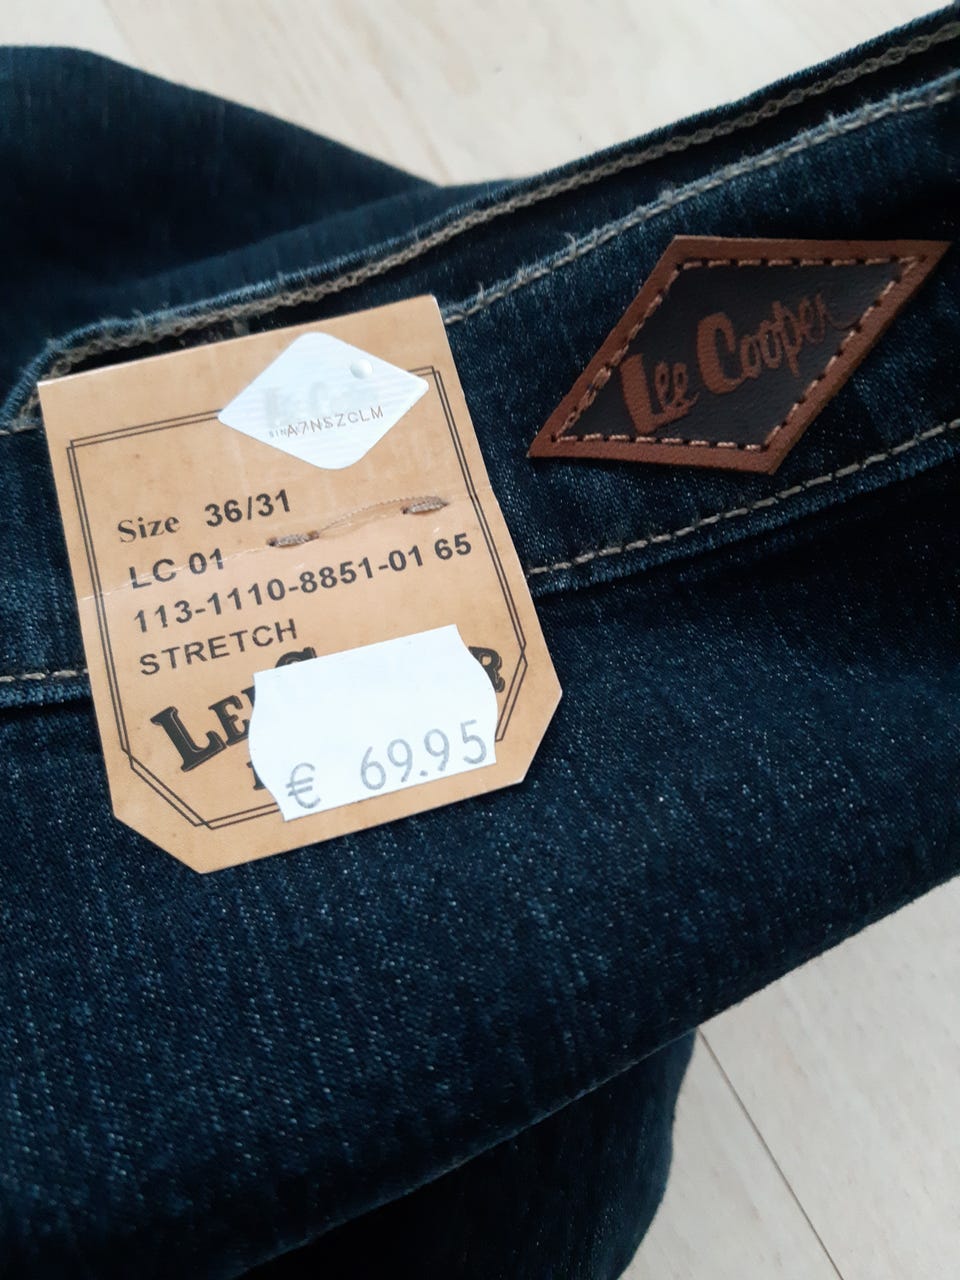 Lee Cooper
A7NSZCLM
Size 36/31
LC 01
113-1110-8851-01 65
STRETCH
€ 69.95